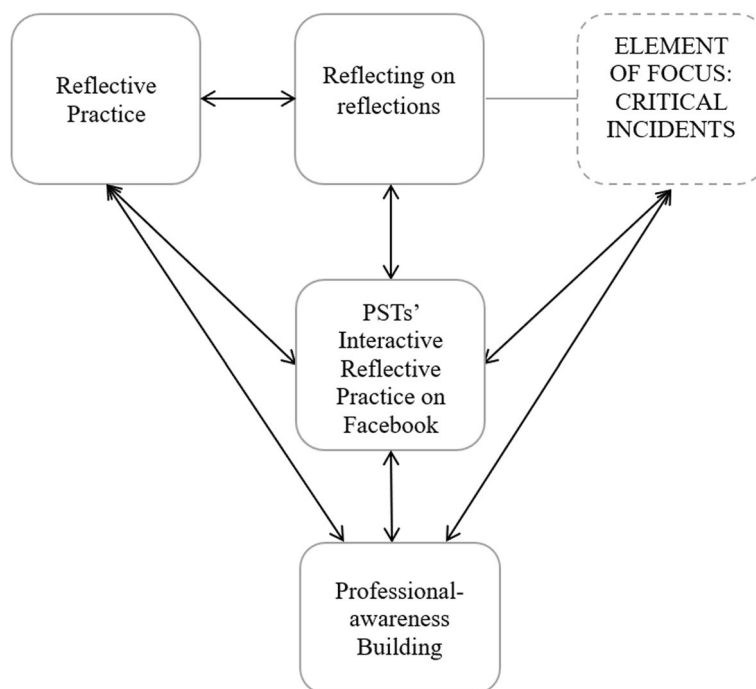 Reflective
Practice
Reflecting on
reflections
ELEMENT
OF FOCUS:
CRITICAL
INCIDENTS
PSTs’
Interactive
Reflective
Practice on
Facebook
Professional-
awareness
Building